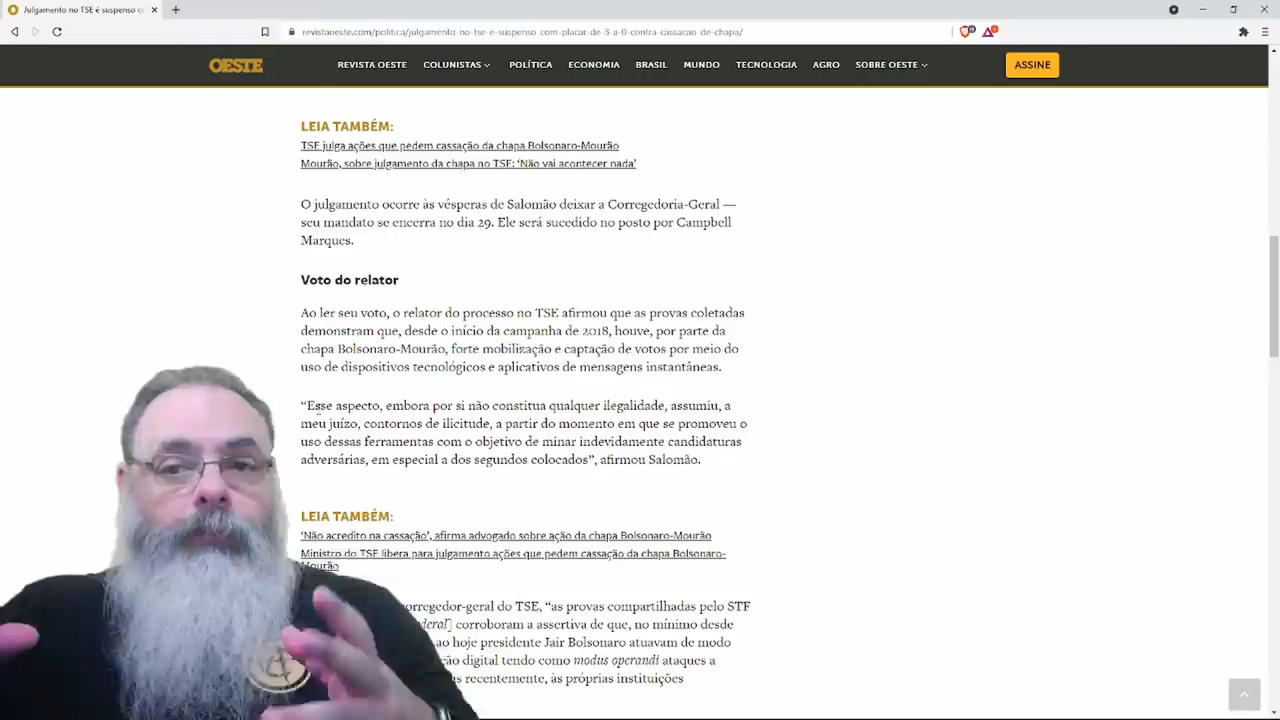 Julgamento no TSE é suspenso c
revistaoeste.com/politica/julgamento-no-tse-e-suspenso-com-placar-de-3-a-0-contra-cassacao-de-chapa/
OESTE
REVISTA OESTE COLUNISTAS POLÍTICA ECONOMIA BRASIL MUNDO TECNOLOGIA AGRO SOBRE OESTE
ASSINE
LEIA TAMBÉM:
TSE julga ações que pedem cassação da chapa Bolsonaro-Mourão
Mourão, sobre julgamento da chapa no TSE: ‘Não vai acontecer nada’
O julgamento ocorre às vésperas de Salomão deixar a Corregedoria-Geral —
seu mandato se encerra no dia 29. Ele será sucedido no posto por Campbell
Marques.
Voto do relator
Ao ler seu voto, o relator do processo no TSE afirmou que as provas coletadas
demonstram que, desde o início da campanha de 2018, houve, por parte da
chapa Bolsonaro-Mourão, forte mobilização e captação de votos por meio do
uso de dispositivos tecnológicos e aplicativos de mensagens instantâneas.
“Esse aspecto, embora por si não constitua qualquer ilegalidade, assumiu, a
meu juízo, contornos de ilicitude, a partir do momento em que se promoveu o
uso dessas ferramentas com o objetivo de minar indevidamente candidaturas
adversárias, em especial a dos segundos colocados”, afirmou Salomão.
LEIA TAMBÉM:
‘Não acredito na cassação’, afirma advogado sobre ação da chapa Bolsonaro-Mourão
Ministro do TSE libera para julgamento ações que pedem cassação da chapa Bolsonaro-
Mourão
corregedor-geral do TSE, “as provas compartilhadas pelo STF
deral] corroboram a assertiva de que, no mínimo desde
ao hoje presidente Jair Bolsonaro atuavam de modo
ção digital tendo como modus operandi ataques a
s recentemente, às próprias instituições